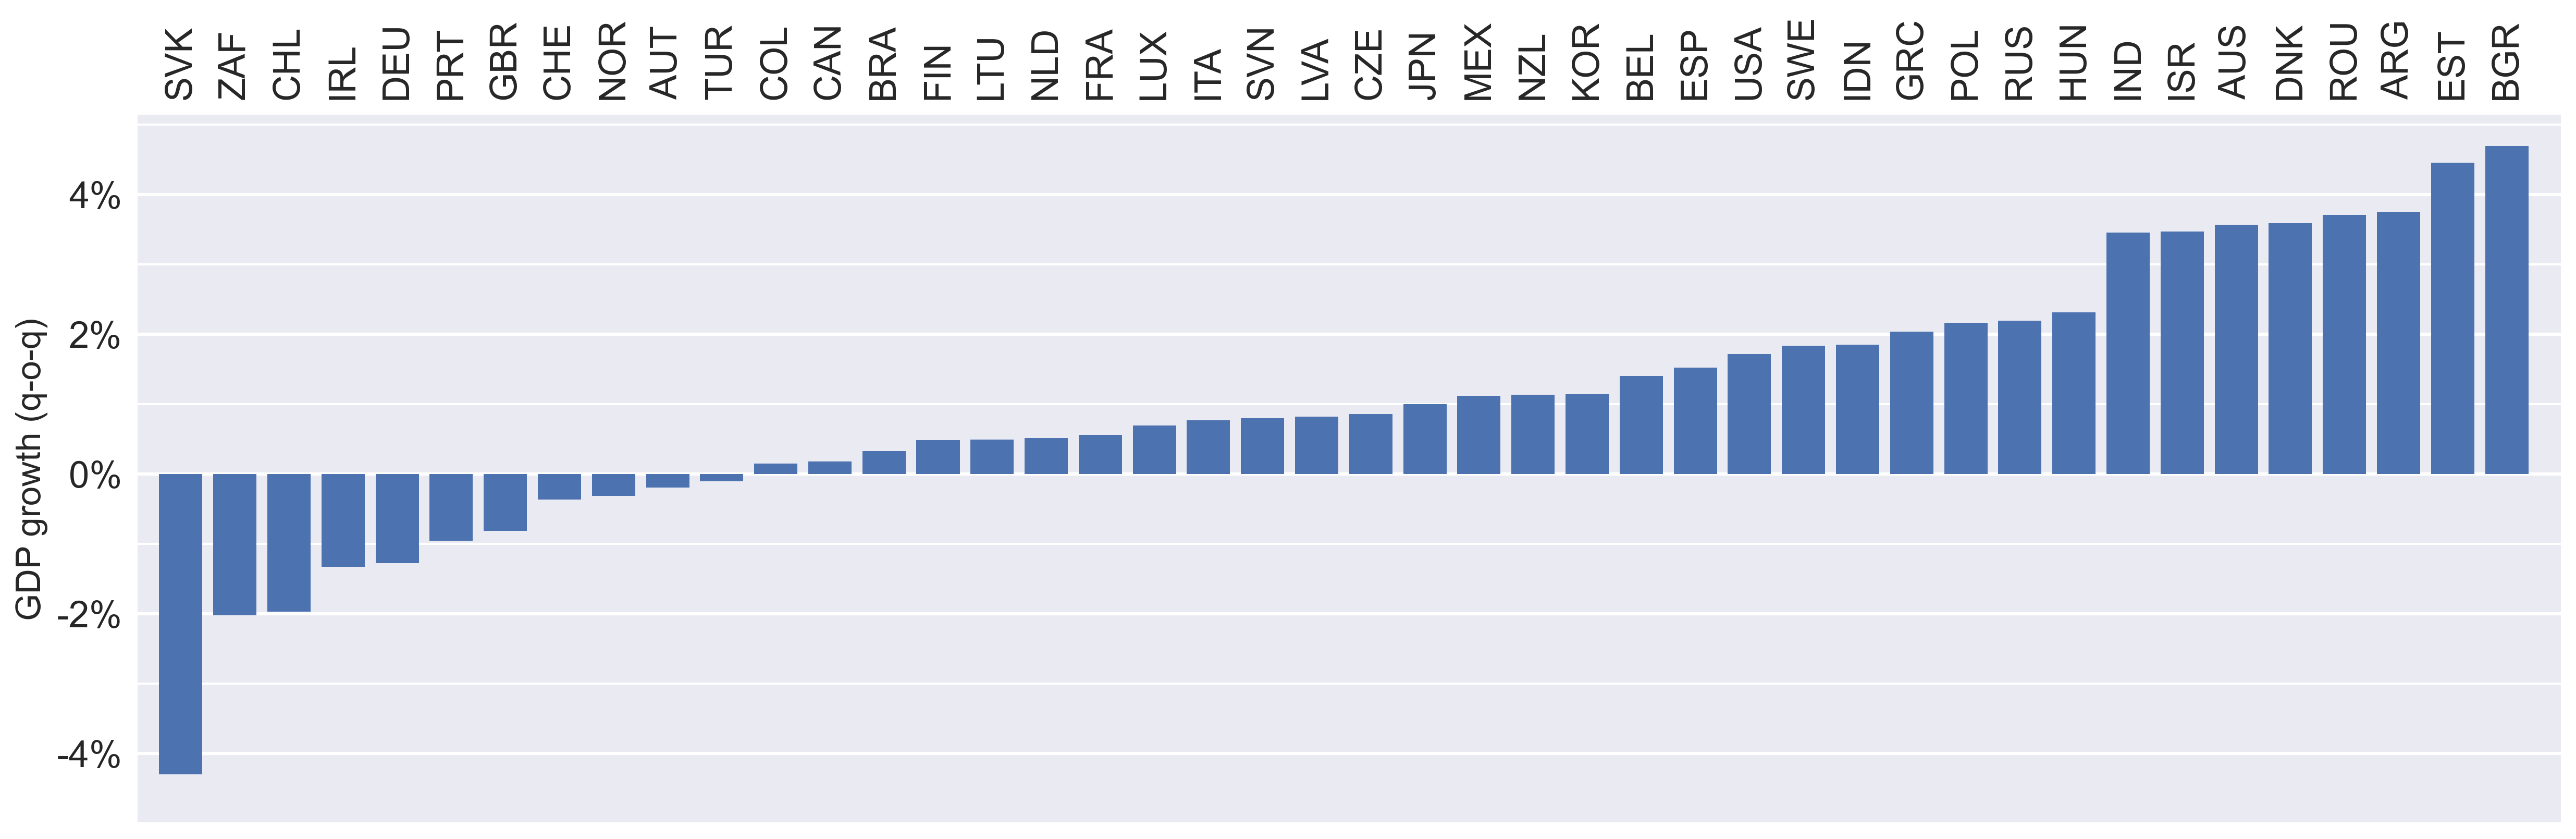 SVK ZAF CHL IRL DEU PRT GBR CHE NOR AUT TUR COL CAN BRA FIN LTU NLD FRA LUX ITA SVN LVA CZE JPN MEX NZL KOR BEL ESP USA SWE IDN GRC POL RUS HUN IND ISR AUS DNK ROU ARG EST BGR
GDP growth (q-o-q)
4%
2%
0%
-2%
-4%